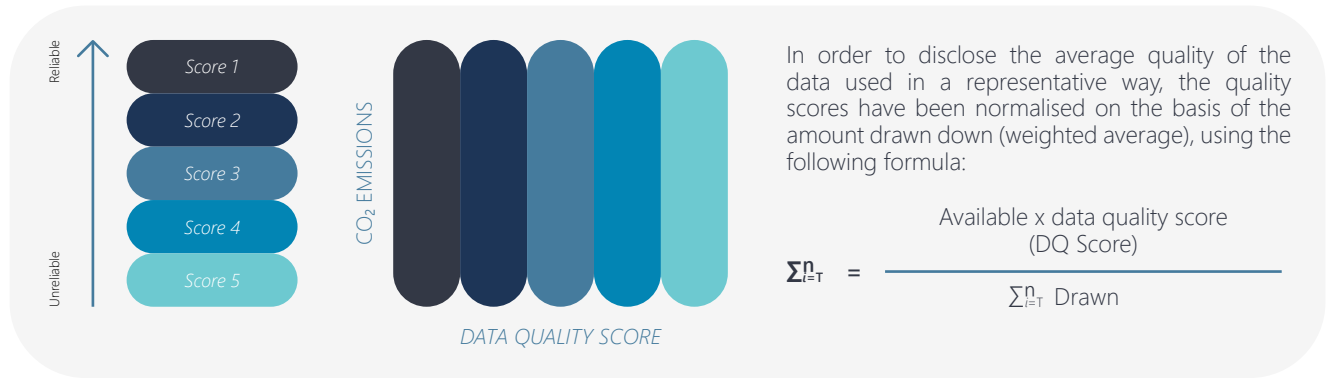 Reliable
Unreliable
Score 1
Score 2
Score 3
Score 4
Score 5
CO₂ EMISSIONS
DATA QUALITY SCORE
In order to disclose the average quality of the
data used in a representative way, the quality
scores have been normalised on the basis of the
amount drawn down (weighted average), using the
following formula:
Available x data quality score
(DQ Score)
∑ⁿᵢ₌T =
∑ⁿᵢ₌T Drawn